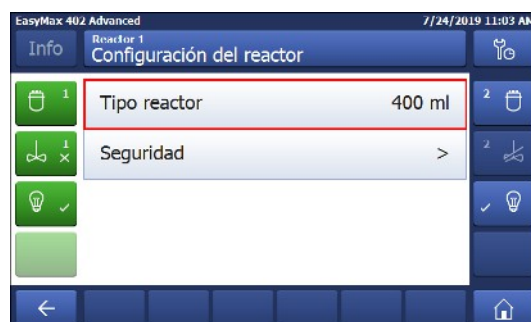 EasyMax 402 Advanced 7/24/2019 11:03 AM
Info
Reactor 1
Configuración del reactor
1
Tipo reactor 400 ml
2
1
Seguridad >
2